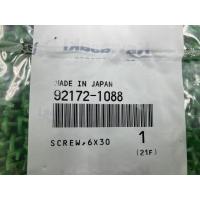 MADE IN JAPAN
92172-1088
SCREW,6X30
1
(21F)